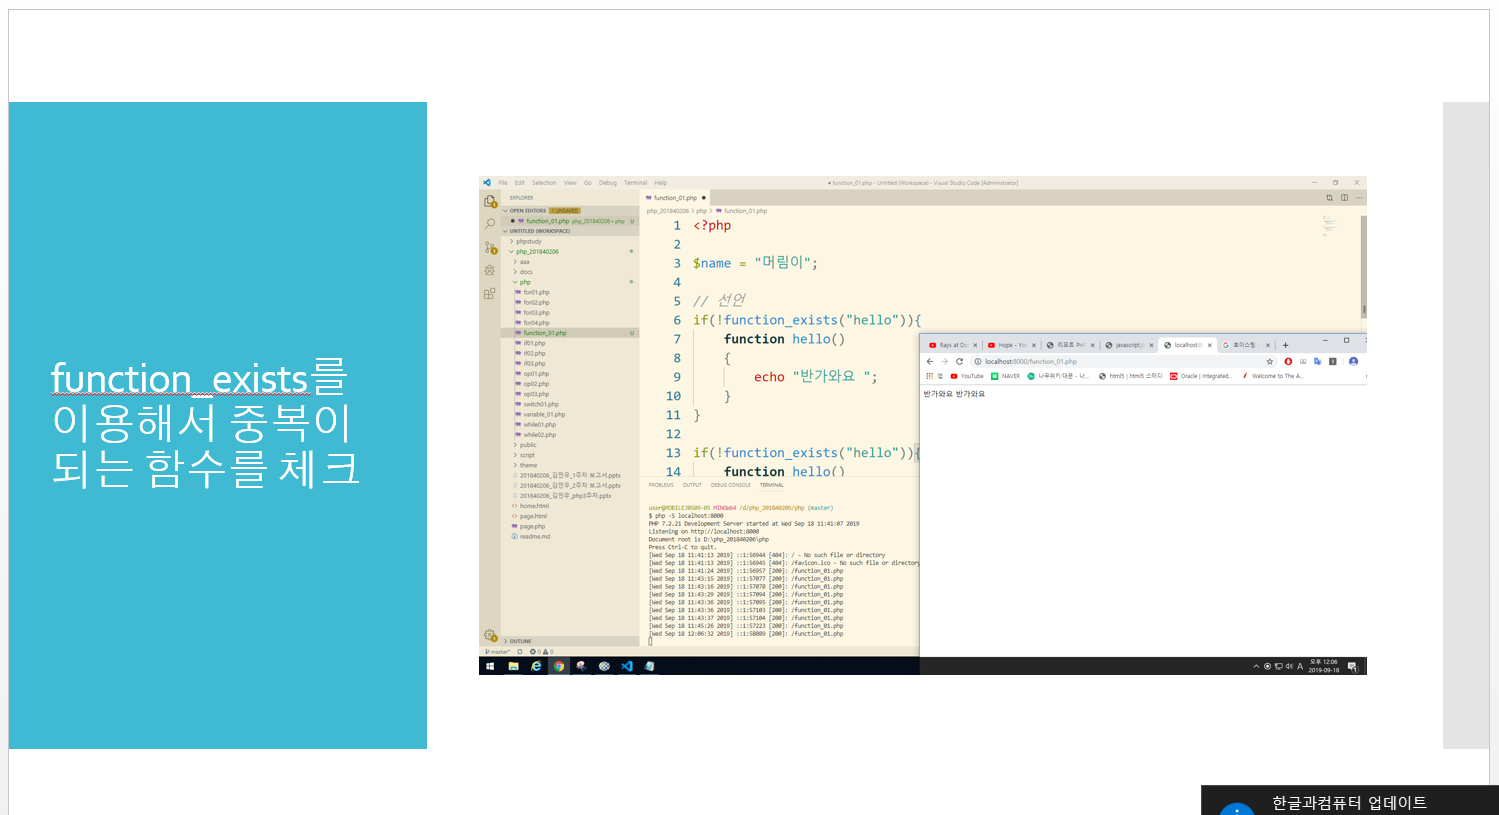 function_exists를
이용해서 중복이
되는 함수를 체크
File Edit Selection View Go Debug Terminal Help
● function_01.php - Untitled (Workspace) - Visual Studio Code [Administrator]
EXPLORER
OPEN EDITORS 1 UNSAVED
function_01.php php_201840206 • php U
UNTITLED (WORKSPACE)
phpstudy
php_201840206
aaa
docs
php
for01.php
for02.php
for03.php
for04.php
function_01.php U
if01.php
if02.php
if03.php
op01.php
op02.php
op03.php
switch01.php
variable_01.php
while01.php
while02.php
public
script
theme
201840206_김민우_1주차 보고서.pptx
201840206_김민우_2주차 보고서.pptx
201840206_김민우_php3주차.pptx
home.html
page.html
page.php
readme.md
OUTLINE
master*
0 0
function_01.php
php_201840206 > php > function_01.php
1 <?php
2
3 $name = "머림이";
4
5 // 선언
6 if(!function_exists("hello")){
7 function hello()
8 {
9 echo "반가와요 ";
10 }
11 }
12
13 if(!function_exists("hello")){
14 function hello()
PROBLEMS OUTPUT DEBUG CONSOLE TERMINAL
user@MOBILE30509-05 MINGW64 /d/php_201840206/php (master)
$ php -S localhost:8000
PHP 7.2.21 Development Server started at Wed Sep 18 11:41:07 2019
Listening on http://localhost:8000
Document root is D:\php_201840206\php
Press Ctrl-C to quit.
[Wed Sep 18 11:41:13 2019] ::1:56944 [404]: / - No such file or directory
[Wed Sep 18 11:41:13 2019] ::1:56945 [404]: /favicon.ico - No such file or directory
[Wed Sep 18 11:41:24 2019] ::1:56957 [200]: /function_01.php
[Wed Sep 18 11:43:15 2019] ::1:57077 [200]: /function_01.php
[Wed Sep 18 11:43:16 2019] ::1:57078 [200]: /function_01.php
[Wed Sep 18 11:43:29 2019] ::1:57094 [200]: /function_01.php
[Wed Sep 18 11:43:36 2019] ::1:57095 [200]: /function_01.php
[Wed Sep 18 11:43:36 2019] ::1:57103 [200]: /function_01.php
[Wed Sep 18 11:43:37 2019] ::1:57104 [200]: /function_01.php
[Wed Sep 18 11:45:26 2019] ::1:57223 [200]: /function_01.php
[Wed Sep 18 12:06:32 2019] ::1:58089 [200]: /function_01.php
Rays at Do Hope - Yo 리포트 PH javascript localhost:8
localhost:8000/function_01.php
앱 YouTube NAVER 나무위키:대문 - 나... html5 | html5 스터디 Oracle | Integrated... Welcome to The A...
반가와요 반가와요
A
오후 12:06
2019-09-18
한글과컴퓨터 업데이트